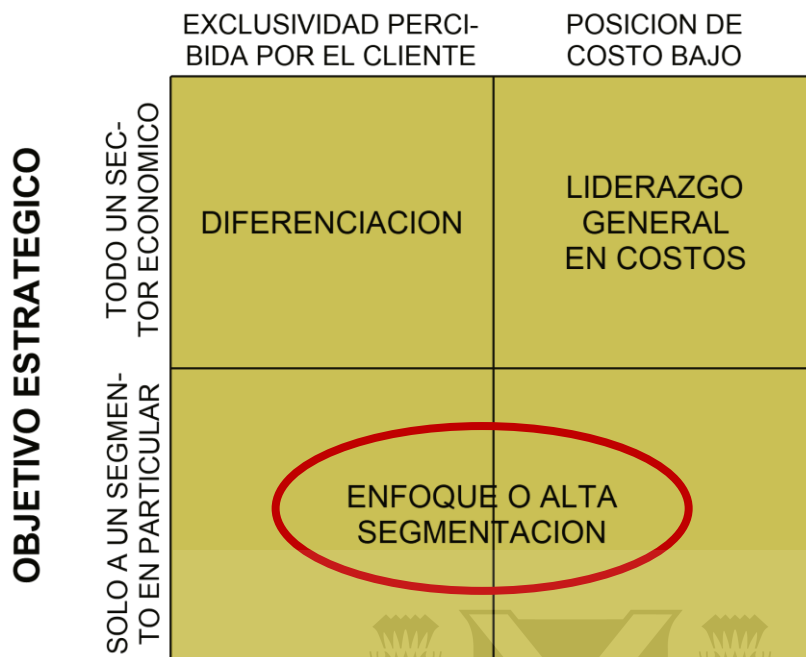 EXCLUSIVIDAD PERCI-
BIDA POR EL CLIENTE
POSICION DE
COSTO BAJO
OBJETIVO ESTRATEGICO
TODO UN SEC-
TOR ECONOMICO
DIFERENCIACION
LIDERAZGO
GENERAL
EN COSTOS
SOLO A UN SEGMEN-
TO EN PARTICULAR
ENFOQUE O ALTA
SEGMENTACION